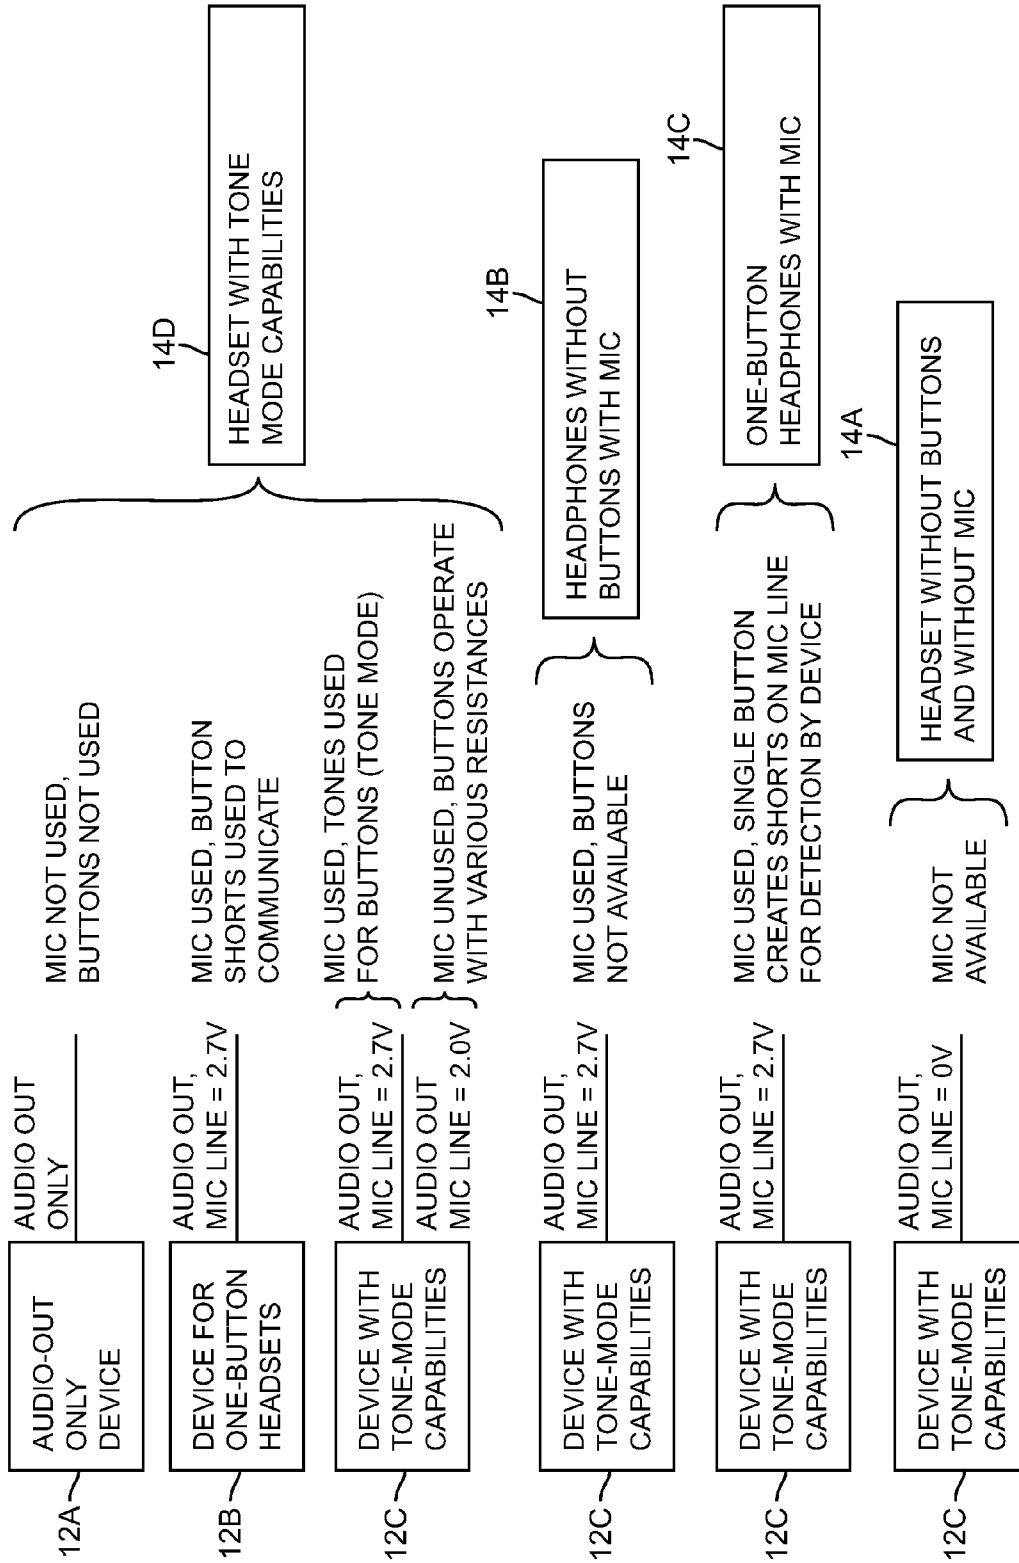 12A
AUDIO-OUT
ONLY
DEVICE
AUDIO OUT
ONLY
MIC NOT USED,
BUTTONS NOT USED
12B
DEVICE FOR
ONE-BUTTON
HEADSETS
AUDIO OUT,
MIC LINE = 2.7V
MIC USED, BUTTON
SHORTS USED TO
COMMUNICATE
12C
DEVICE WITH
TONE-MODE
CAPABILITIES
AUDIO OUT,
MIC LINE = 2.7V
AUDIO OUT
MIC LINE = 2.0V
MIC USED, TONES USED
FOR BUTTONS (TONE MODE)
MIC UNUSED, BUTTONS OPERATE
WITH VARIOUS RESISTANCES
14D
HEADSET WITH TONE
MODE CAPABILITIES
12C
DEVICE WITH
TONE-MODE
CAPABILITIES
AUDIO OUT,
MIC LINE = 2.7V
MIC USED, BUTTONS
NOT AVAILABLE
14B
HEADPHONES WITHOUT
BUTTONS WITH MIC
12C
DEVICE WITH
TONE-MODE
CAPABILITIES
AUDIO OUT,
MIC LINE = 2.7V
MIC USED, SINGLE BUTTON
CREATES SHORTS ON MIC LINE
FOR DETECTION BY DEVICE
14C
ONE-BUTTON
HEADPHONES WITH MIC
12C
DEVICE WITH
TONE-MODE
CAPABILITIES
AUDIO OUT,
MIC LINE = 0V
MIC NOT
AVAILABLE
14A
HEADSET WITHOUT BUTTONS
AND WITHOUT MIC